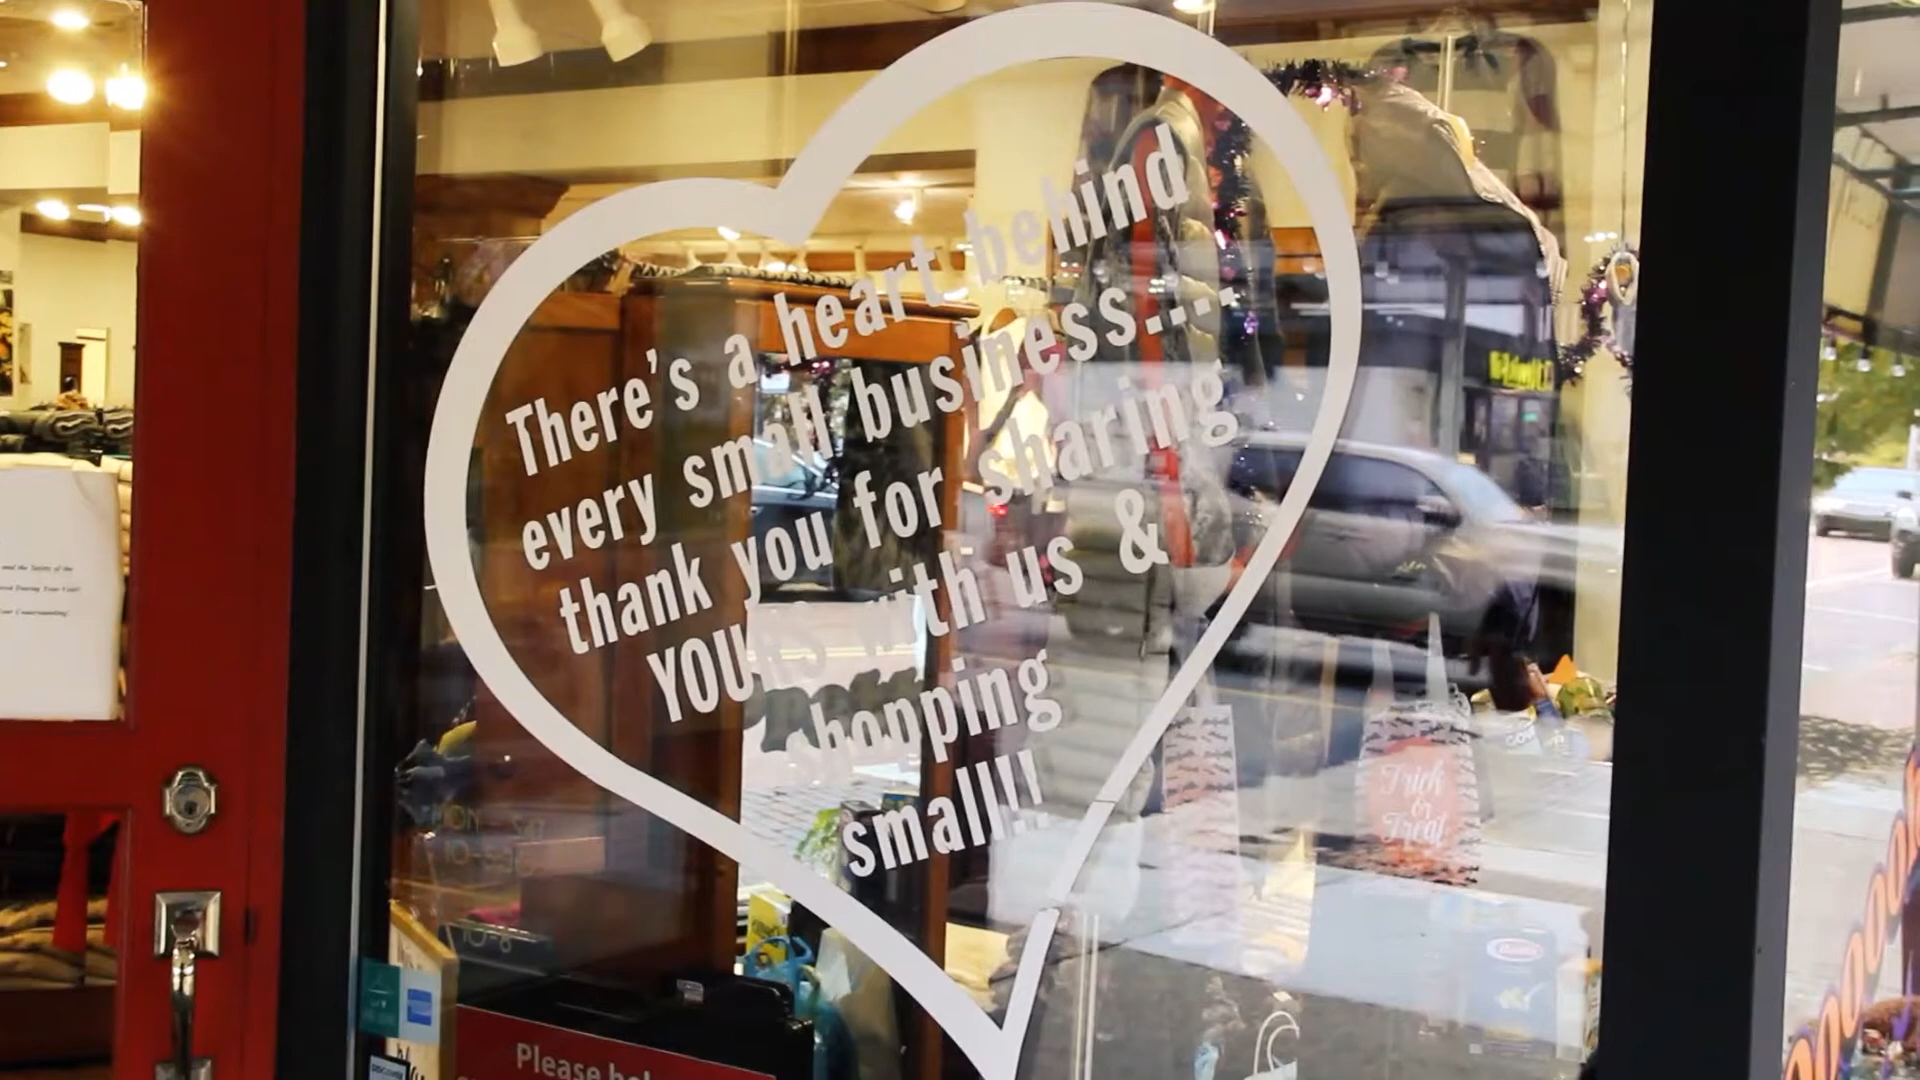 There's a heart behind
every small business....
thank you for sharing
YOURS with us &
shopping
small!!
Trick
or
Treat
Please